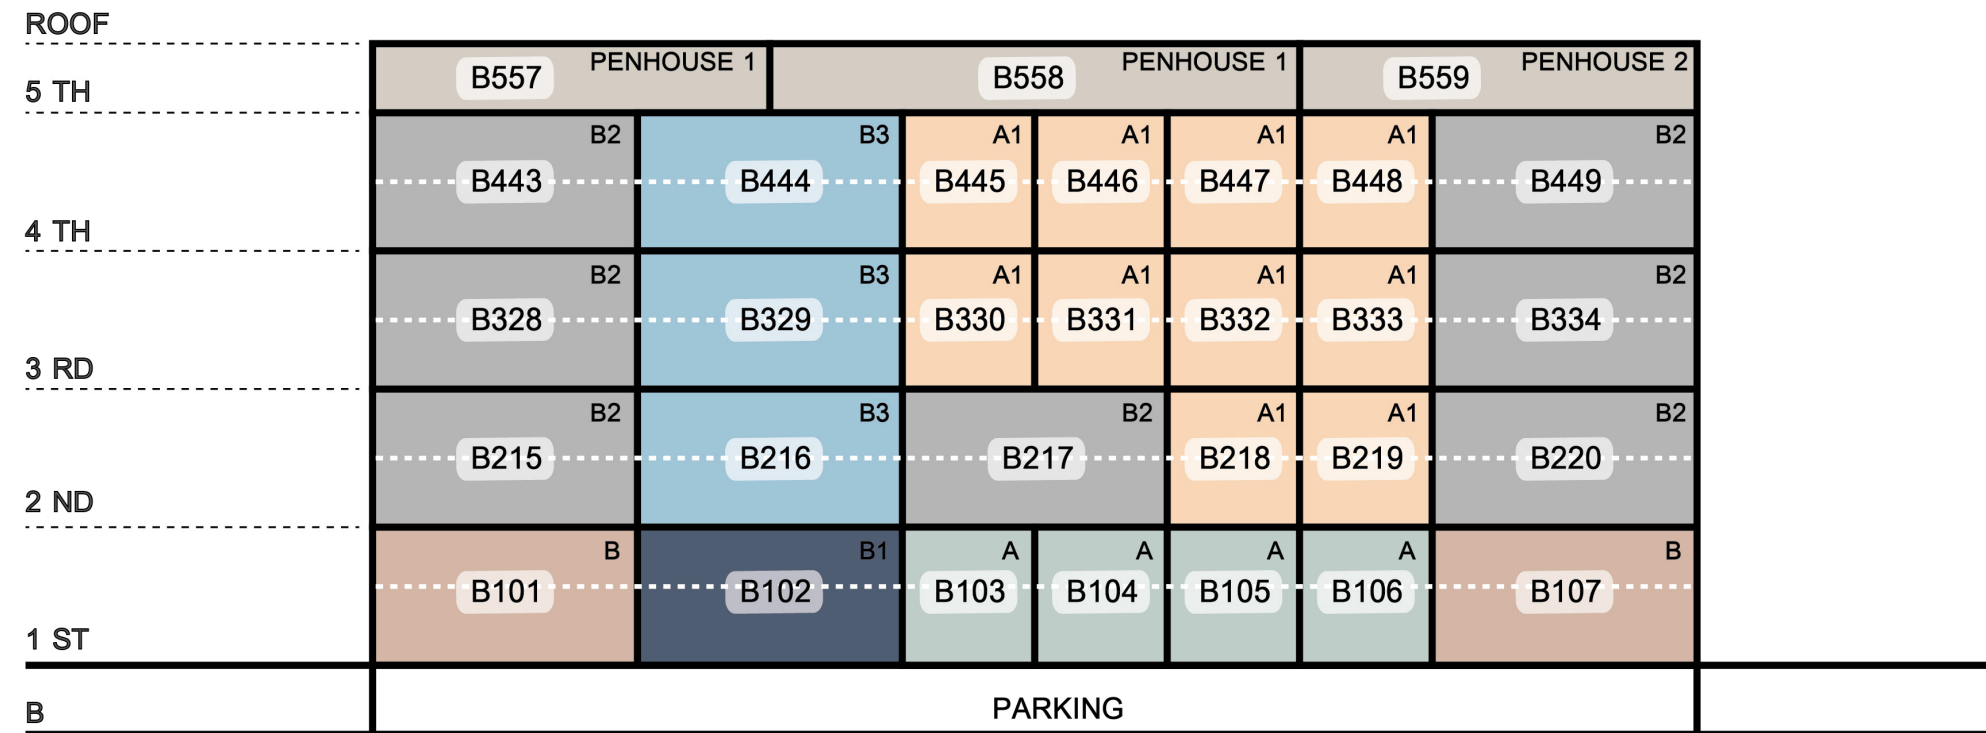 ROOF
PENHOUSE 1 PENHOUSE 1 PENHOUSE 2
B557 B558 B559
5 TH
B2 B3 A1 A1 A1 A1 B2
B443 B444 B445 B446 B447 B448 B449
4 TH
B2 B3 A1 A1 A1 A1 B2
B328 B329 B330 B331 B332 B333 B334
3 RD
B2 B3 B2 A1 A1 B2
B215 B216 B217 B218 B219 B220
2 ND
B B1 A A A A B
B101 B102 B103 B104 B105 B106 B107
1 ST
B PARKING